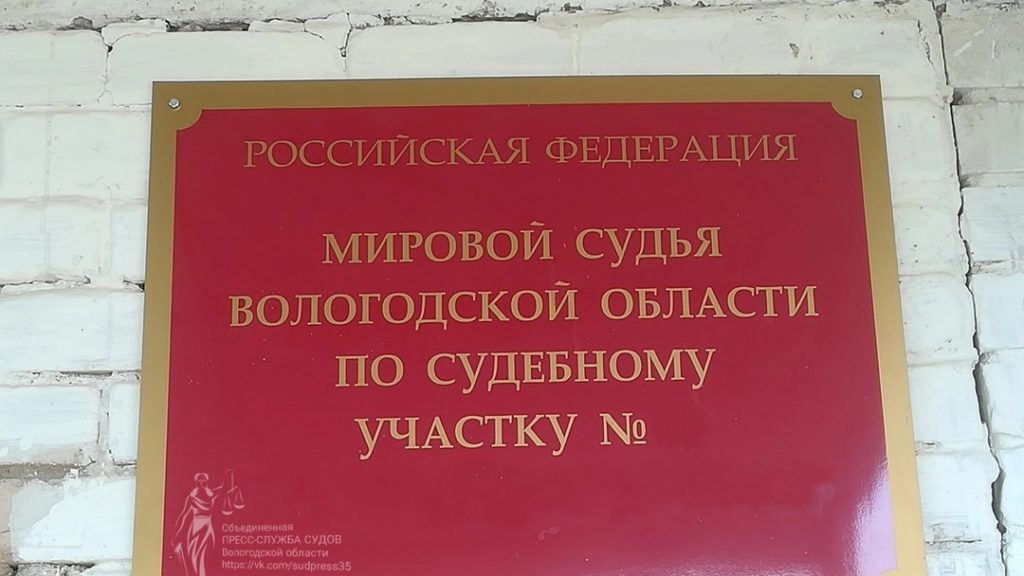 РОССИЙСКАЯ ФЕДЕРАЦИЯ
МИРОВОЙ СУДЬЯ
ВОЛОГОДСКОЙ ОБЛАСТИ
ПО СУДЕБНОМУ
УЧАСТКУ №
Объединенная
ПРЕСС-СЛУЖБА СУДОВ
Вологодской области
https://vk.com/sudpress35